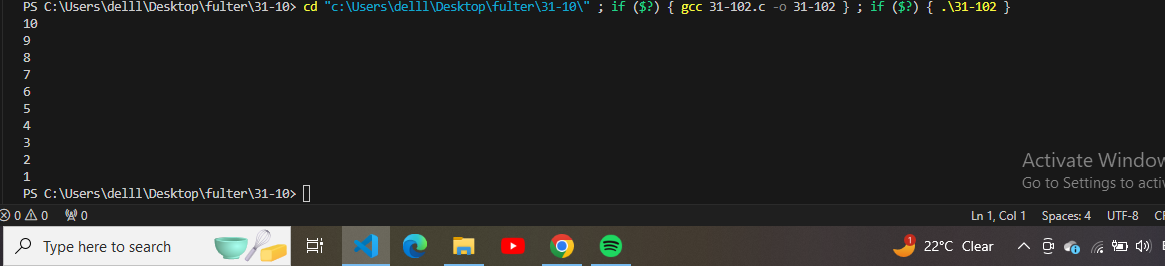 PS C:\Users\delll\Desktop\fulter\31-10> cd "c:\Users\delll\Desktop\fulter\31-10\" ; if ($?) { gcc 31-102.c -o 31-102 } ; if ($?) { .\31-102 }
10
9
8
7
6
5
4
3
2
1
PS C:\Users\delll\Desktop\fulter\31-10>
Activate Window
Go to Settings to activ
0 0 0 Ln 1, Col 1 Spaces: 4 UTF-8
Type here to search 1 22°C Clear